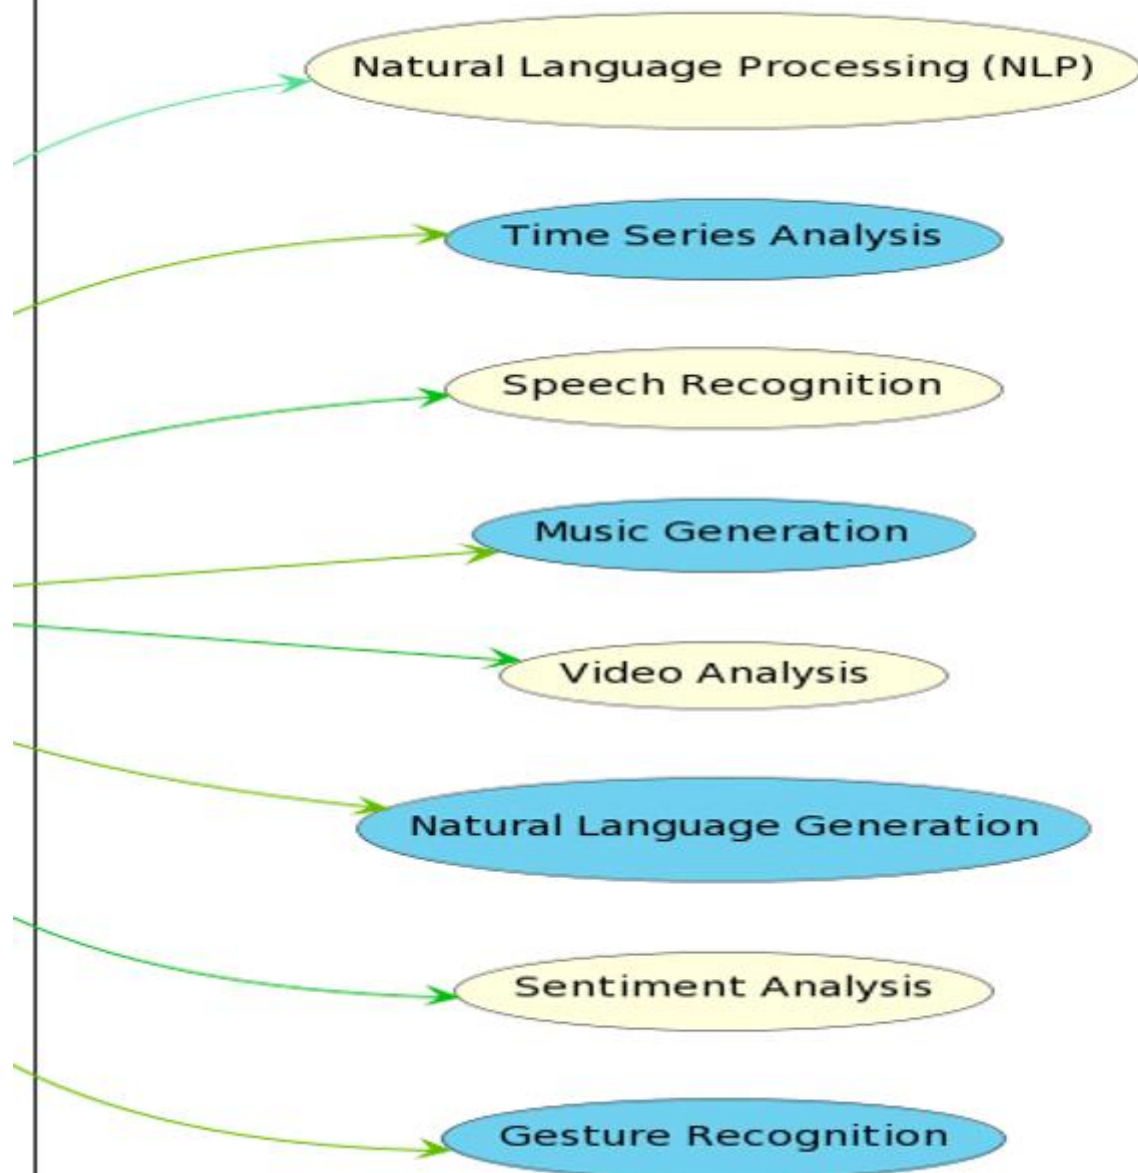 Natural Language Processing (NLP)
Time Series Analysis
Speech Recognition
Music Generation
Video Analysis
Natural Language Generation
Sentiment Analysis
Gesture Recognition